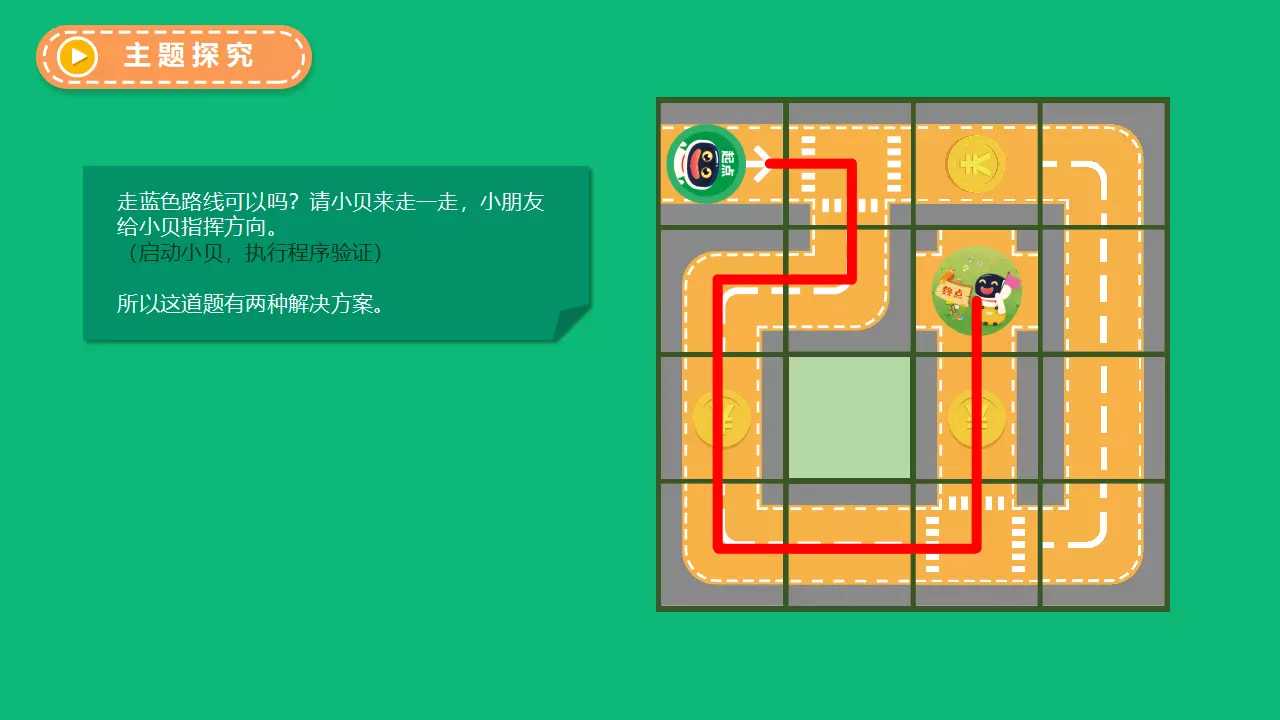 主题探究
走蓝色路线可以吗？请小贝来走一走，小朋友
给小贝指挥方向。
（启动小贝，执行程序验证）
所以这道题有两种解决方案。
起点
终点